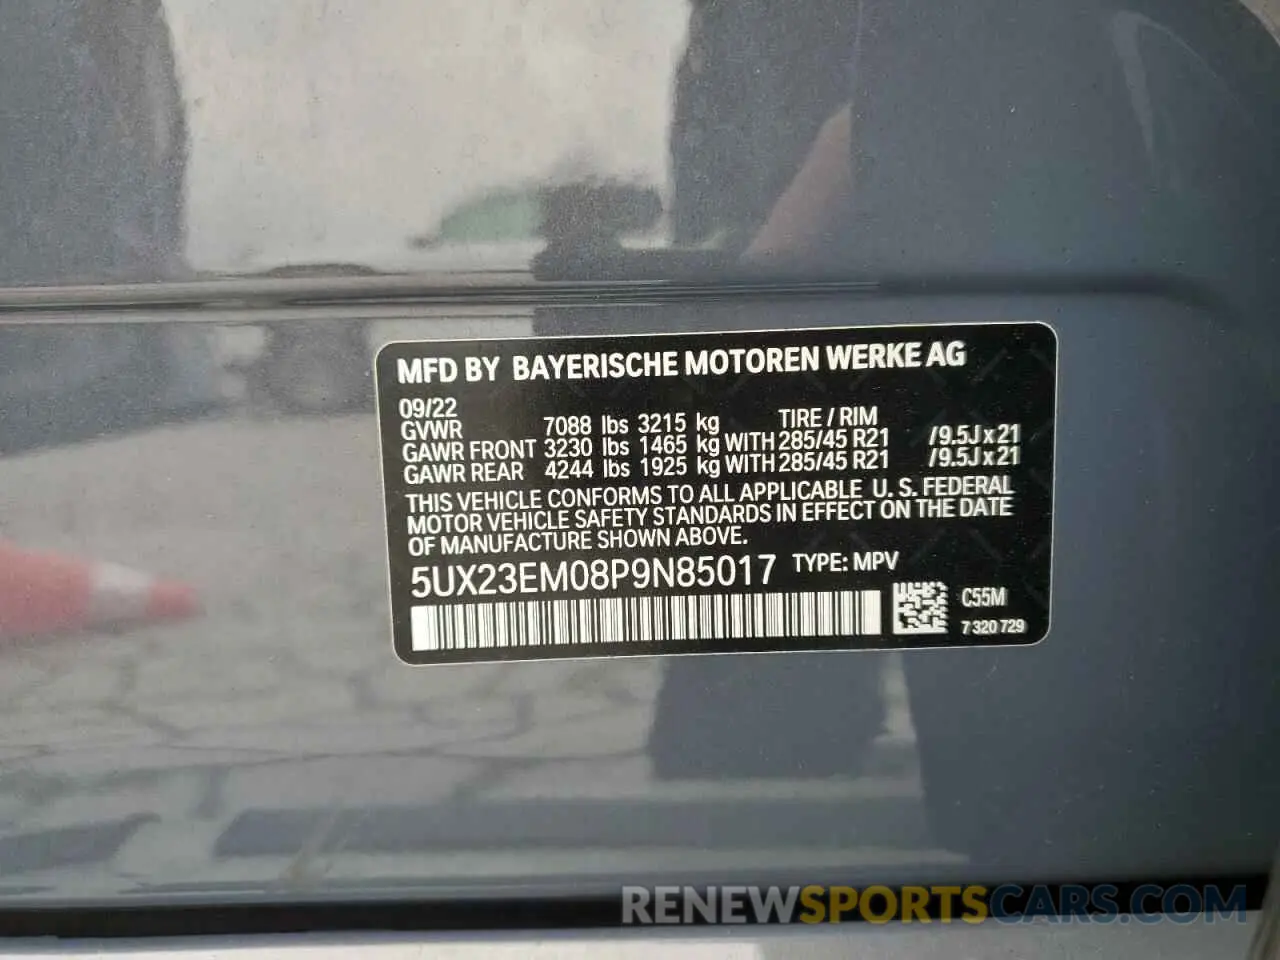 MFD BY BAYERISCHE MOTOREN WERKE AG
09/22
GVWR 7088 lbs 3215 kg TIRE / RIM
GAWR FRONT 3230 lbs 1465 kg WITH 285/45 R21 /9.5J x 21
GAWR REAR 4244 lbs 1925 kg WITH 285/45 R21 /9.5J x 21
THIS VEHICLE CONFORMS TO ALL APPLICABLE U. S. FEDERAL
MOTOR VEHICLE SAFETY STANDARDS IN EFFECT ON THE DATE
OF MANUFACTURE SHOWN ABOVE.
5UX23EM08P9N85017 TYPE: MPV
C55M
7 320 729
RENEWSPORTSCARS.COM